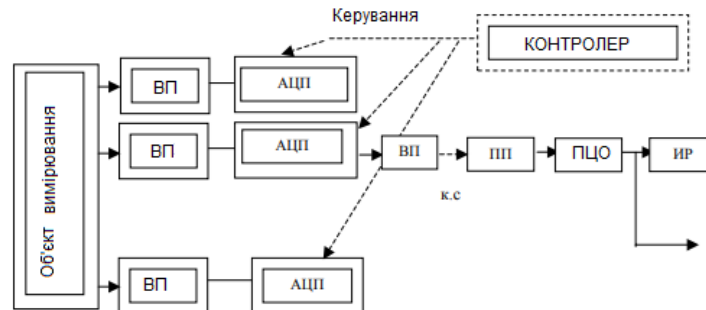 Керування
КОНТРОЛЕР
Об'єкт вимірювання
ВП
АЦП
ВП
АЦП
ВП
ПП
ПЦО
ИР
к.с
ВП
АЦП